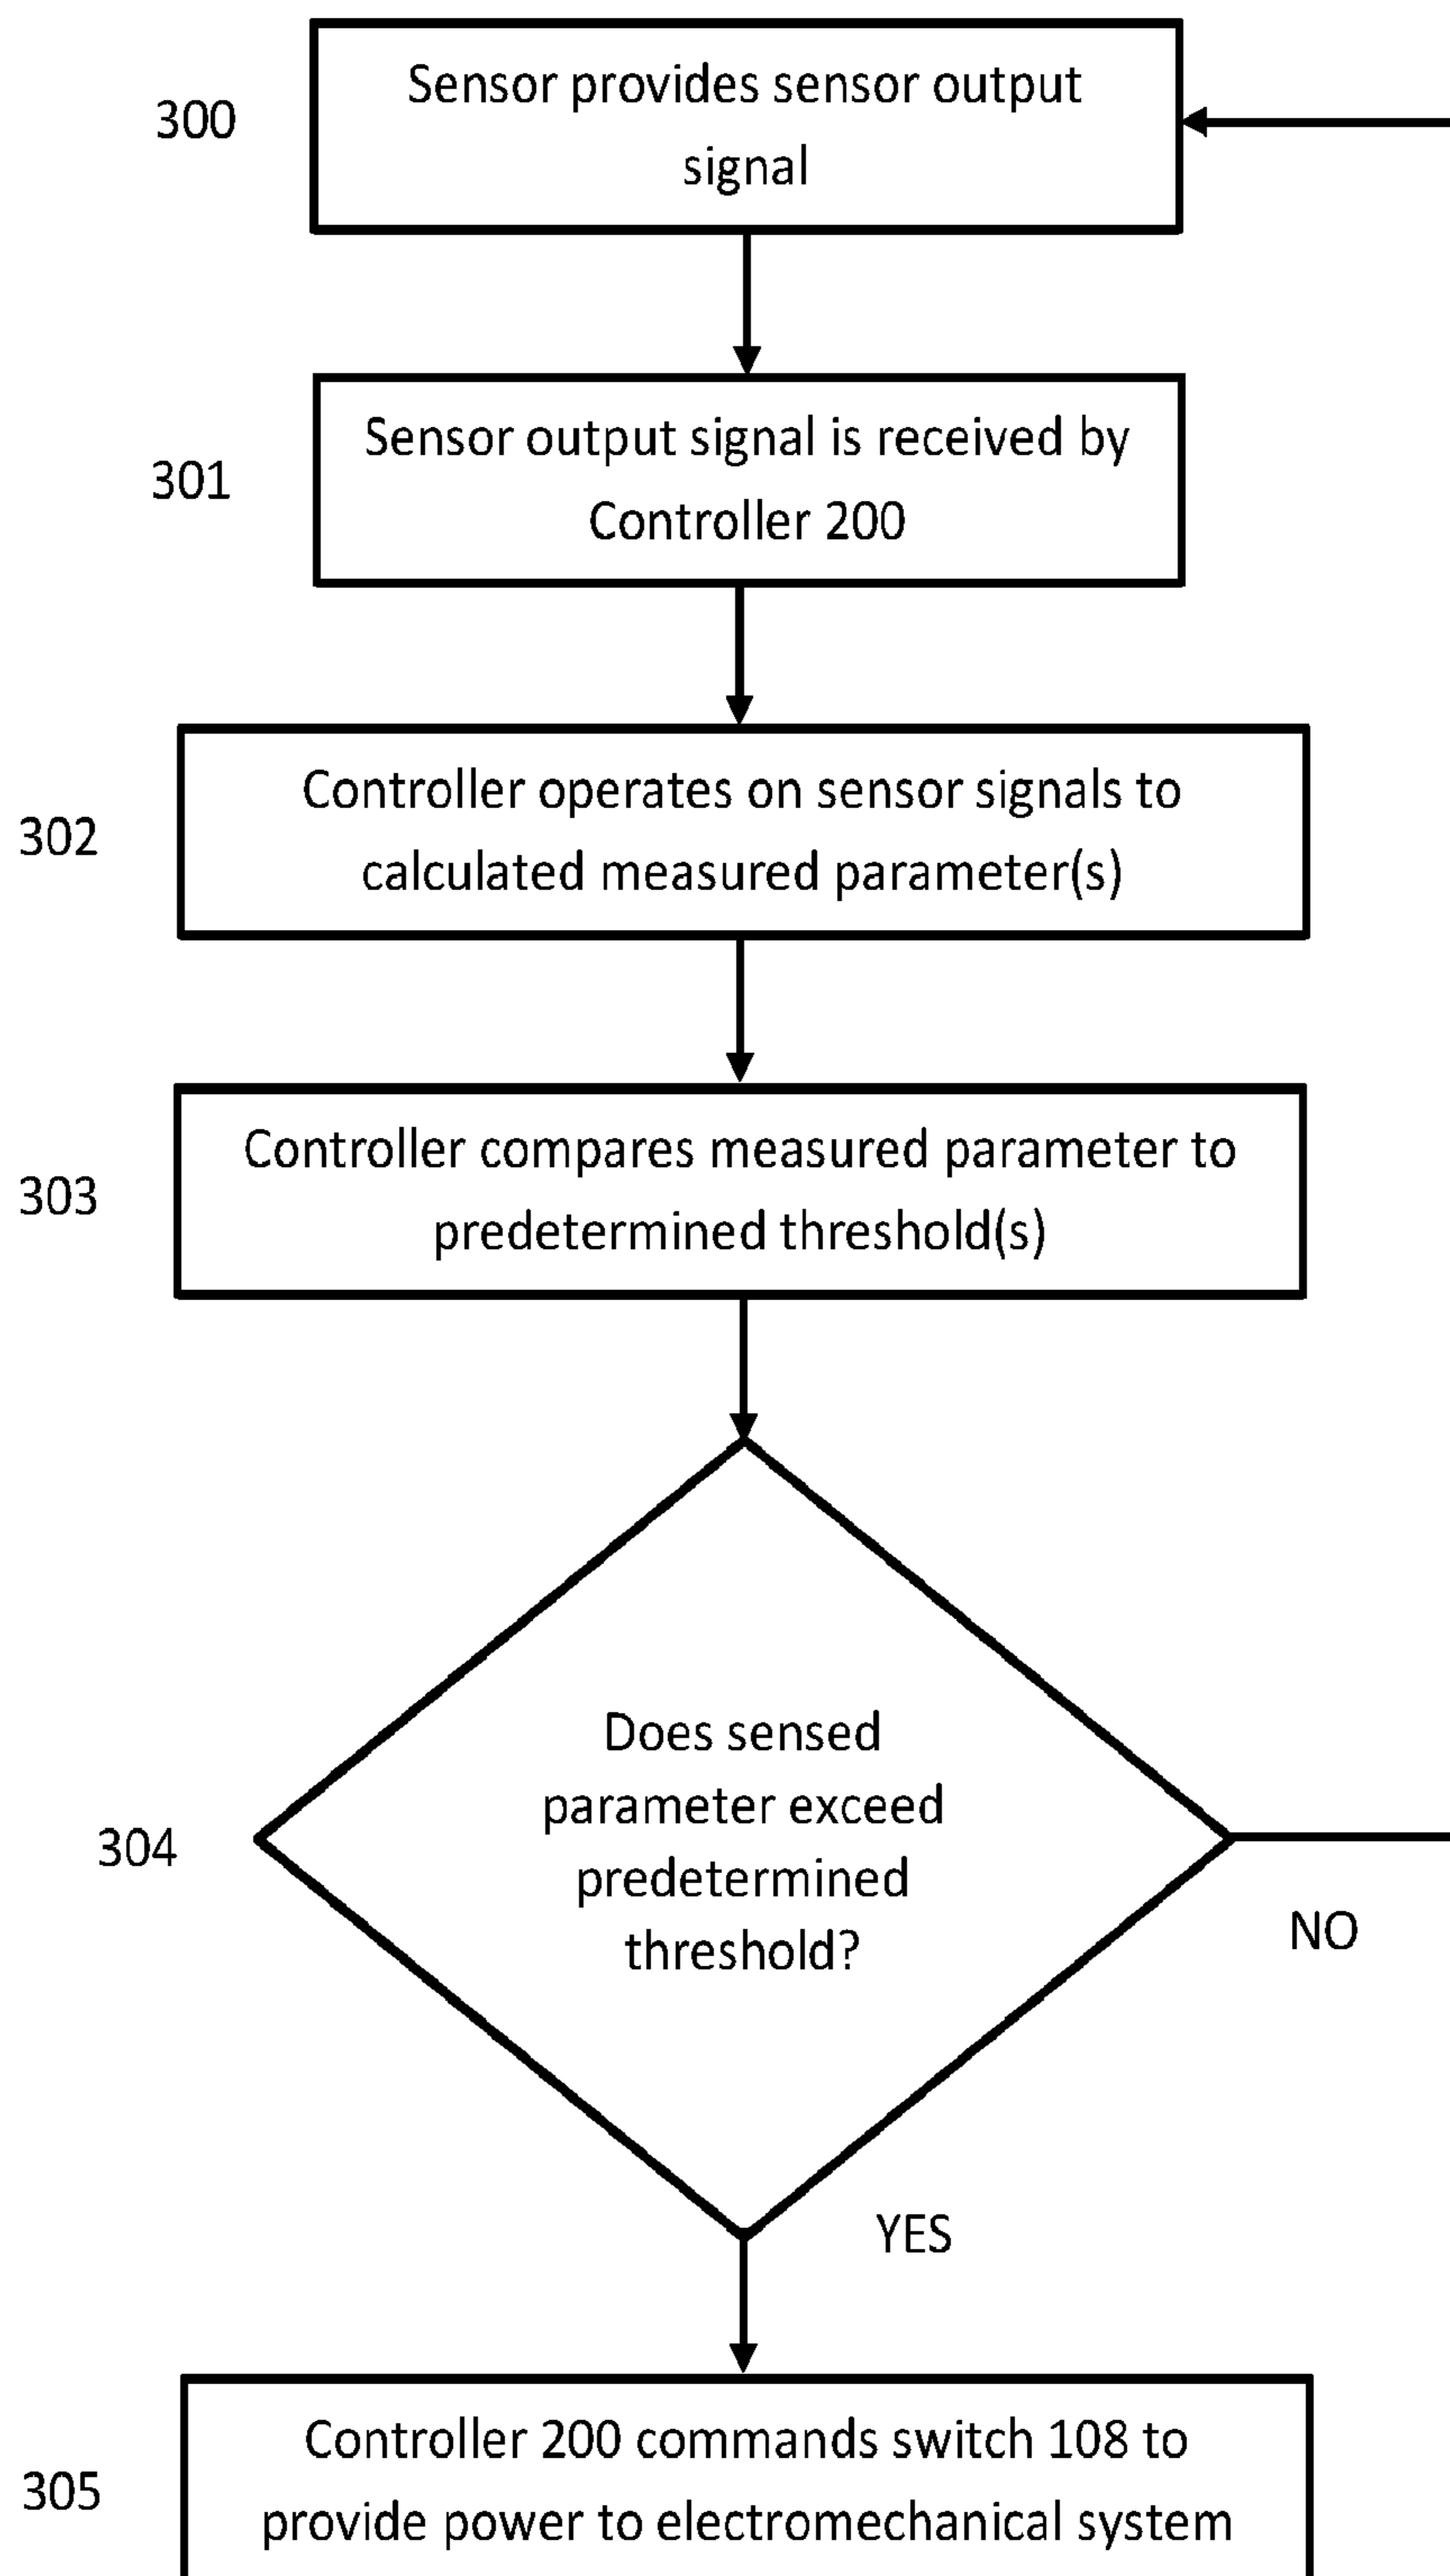 300
Sensor provides sensor output
signal
301
Sensor output signal is received by
Controller 200
302
Controller operates on sensor signals to
calculated measured parameter(s)
303
Controller compares measured parameter to
predetermined threshold(s)
304
Does sensed
parameter exceed
predetermined
threshold?
NO
YES
305
Controller 200 commands switch 108 to
provide power to electromechanical system